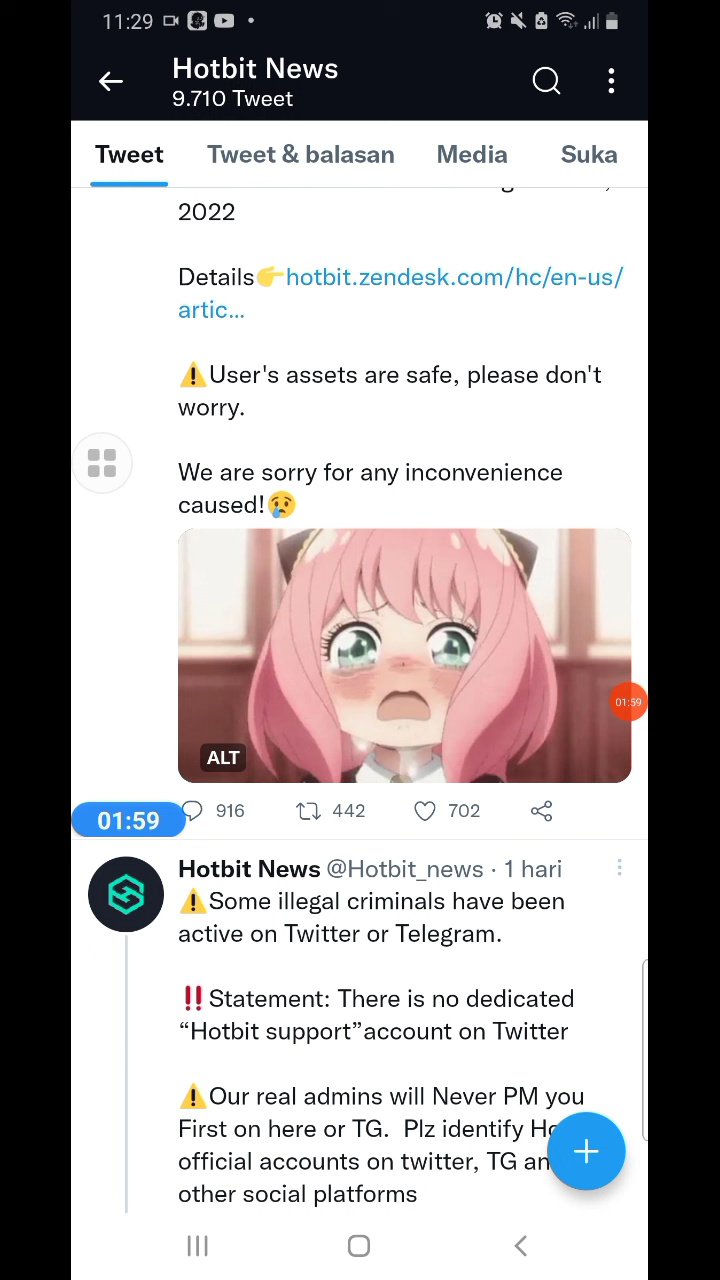 11:29
Hotbit News
9.710 Tweet
Tweet
Tweet & balasan
Media
Suka
2022
Details👉hotbit.zendesk.com/hc/en-us/
artic...
⚠️User's assets are safe, please don't
worry.
We are sorry for any inconvenience
caused!😢
01:59
ALT
01:59
916
442
702
Hotbit News @Hotbit_news · 1 hari
⚠️Some illegal criminals have been
active on Twitter or Telegram.
‼️Statement: There is no dedicated
“Hotbit support”account on Twitter
⚠️Our real admins will Never PM you
First on here or TG. Plz identify
official accounts on twitter, TG
other social platforms